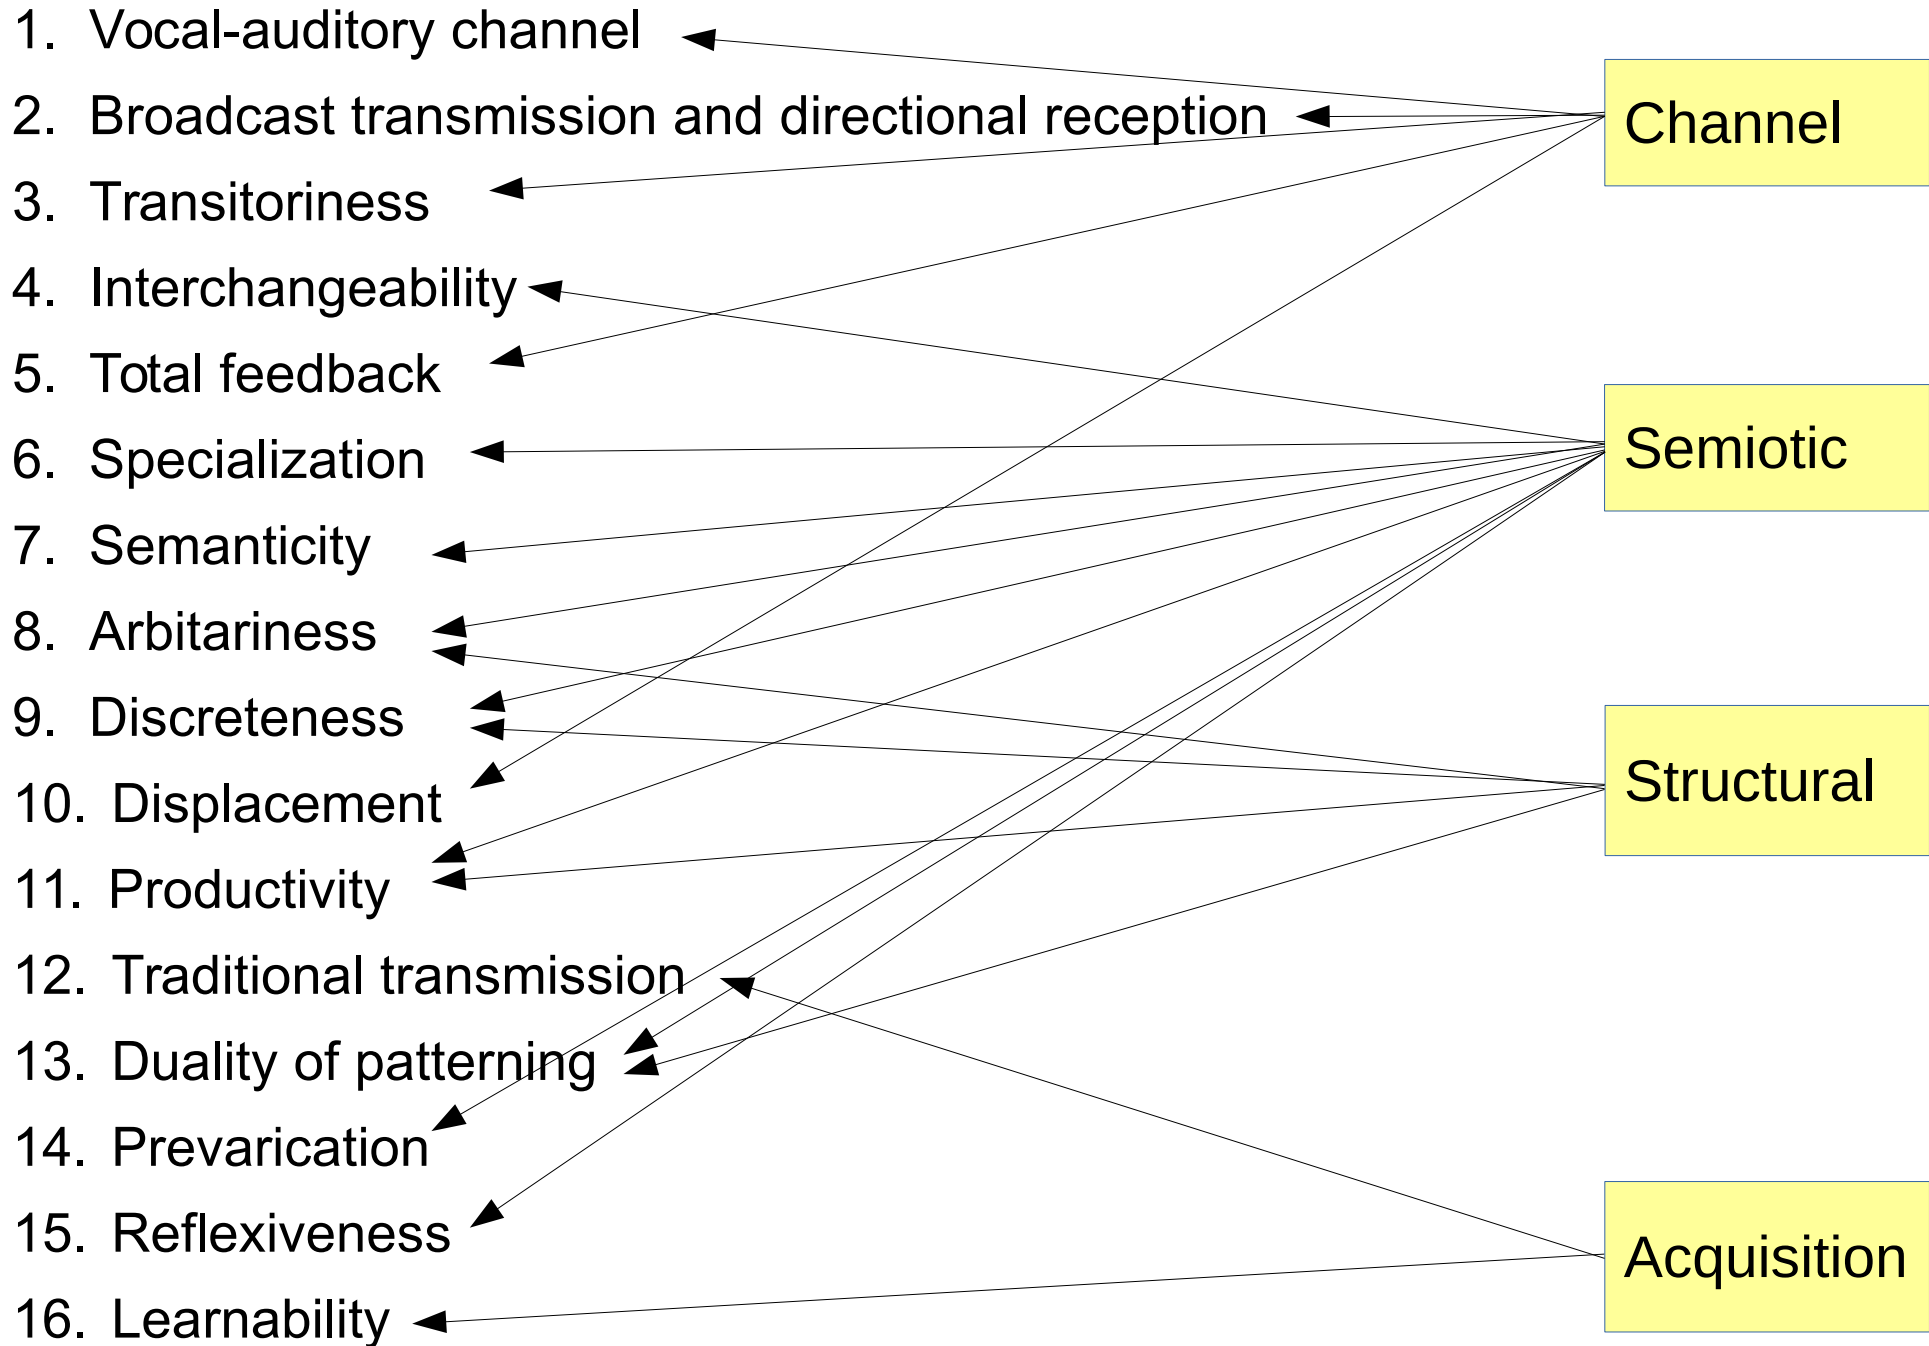 1. Vocal-auditory channel
2. Broadcast transmission and directional reception
3. Transitoriness
4. Interchangeability
5. Total feedback
6. Specialization
7. Semanticity
8. Arbitariness
9. Discreteness
10. Displacement
11. Productivity
12. Traditional transmission
13. Duality of patterning
14. Prevarication
15. Reflexiveness
16. Learnability
Channel
Semiotic
Structural
Acquisition